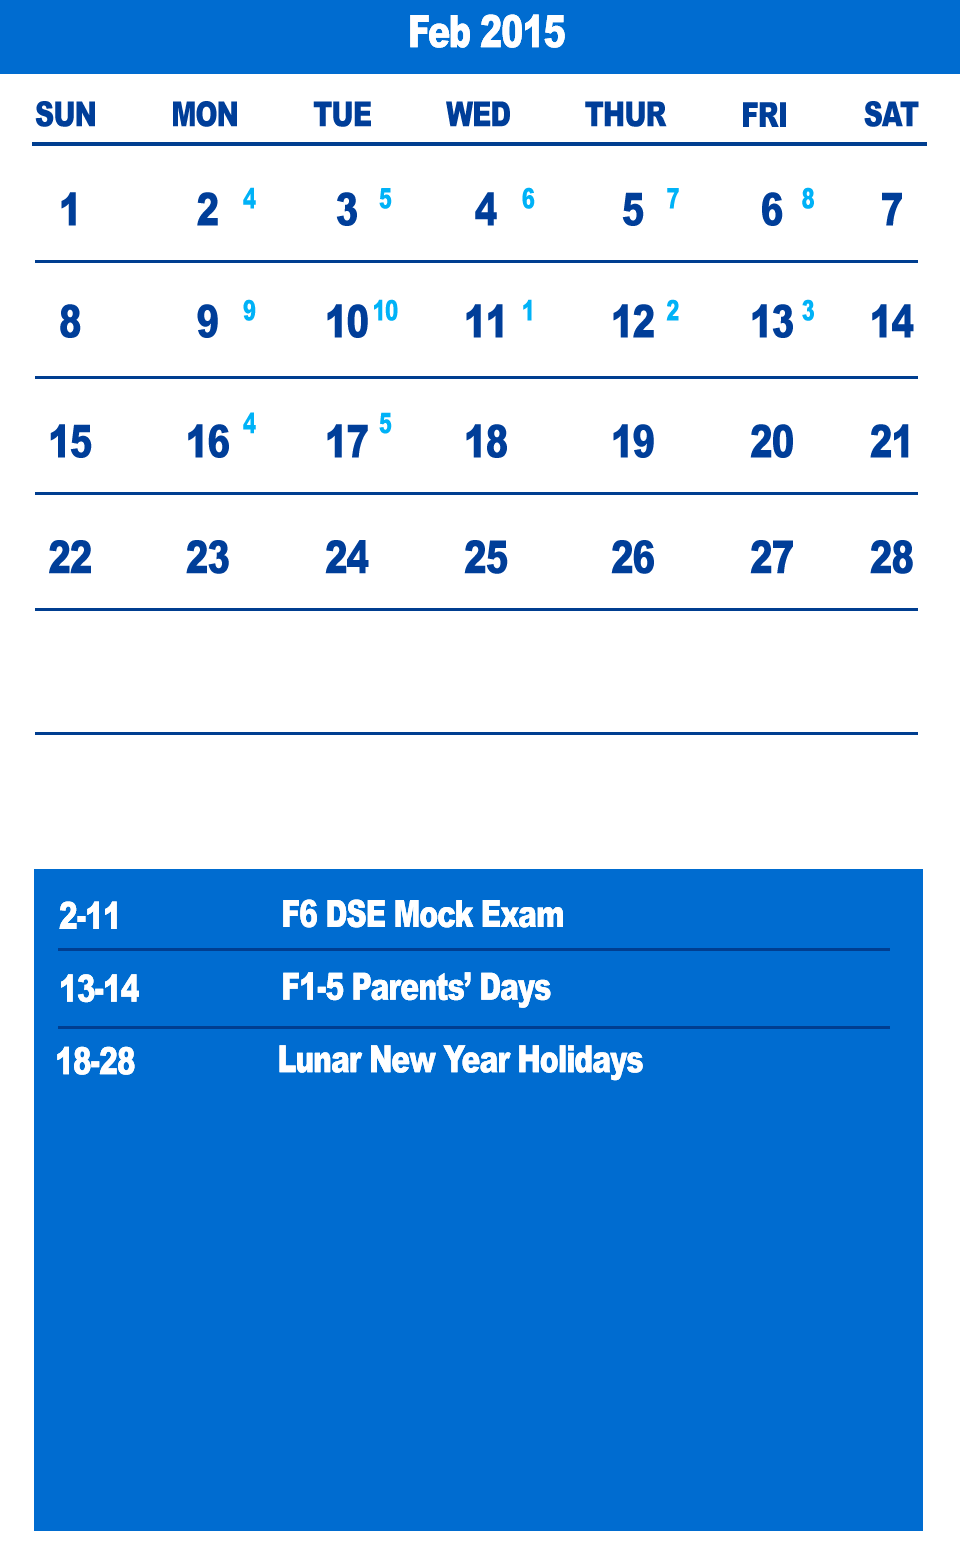 Feb 2015
SUN MON TUE WED THUR FRI SAT
1 2 4 3 5 4 6 5 7 6 8 7
8 9 9 10 10 11 1 12 2 13 3 14
15 16 4 17 5 18 19 20 21
22 23 24 25 26 27 28
2-11 F6 DSE Mock Exam
13-14 F1-5 Parents’ Days
18-28 Lunar New Year Holidays